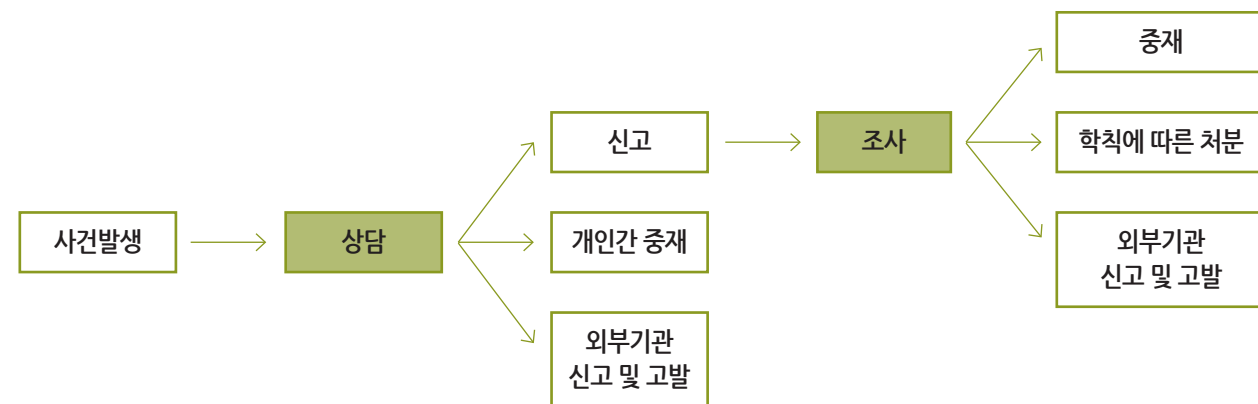 사건발생
상담
신고
개인간 중재
외부기관
신고 및 고발
조사
중재
학칙에 따른 처분
외부기관
신고 및 고발